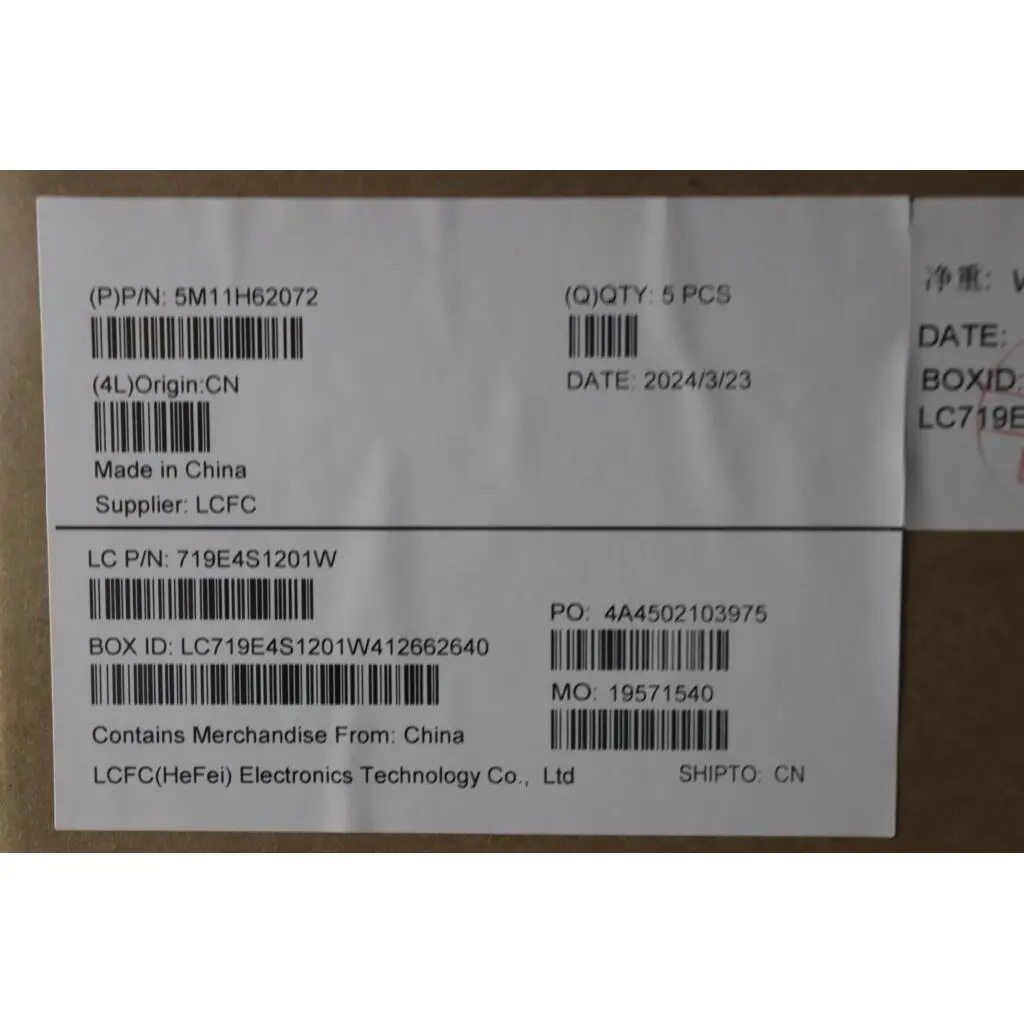 (P)P/N: 5M11H62072
(Q)QTY: 5 PCS
(4L)Origin:CN
DATE: 2024/3/23
Made in China
Supplier: LCFC
LC P/N: 719E4S1201W
PO: 4A4502103975
BOX ID: LC719E4S1201W412662640
MO: 19571540
Contains Merchandise From: China
LCFC(HeFei) Electronics Technology Co., Ltd
SHIPTO: CN
净重:
DATE:
BOXID:
LC719E